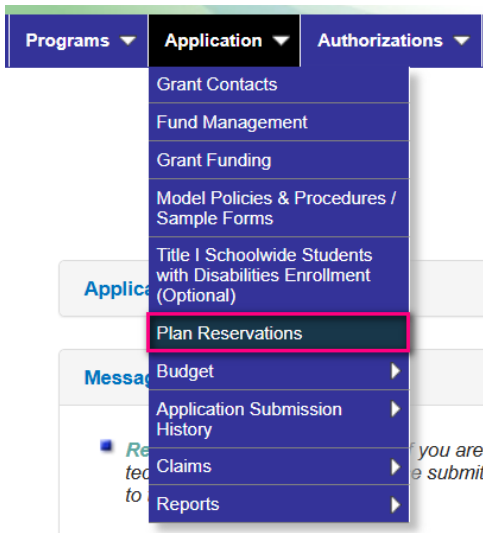 Programs Application Authorizations
Grant Contacts
Fund Management
Grant Funding
Model Policies & Procedures /
Sample Forms
Title I Schoolwide Students
with Disabilities Enrollment
(Optional)
Plan Reservations
Budget
Application Submission
History
Claims
Reports
Applica
Messag
Re
f you are
tec
e submit
to